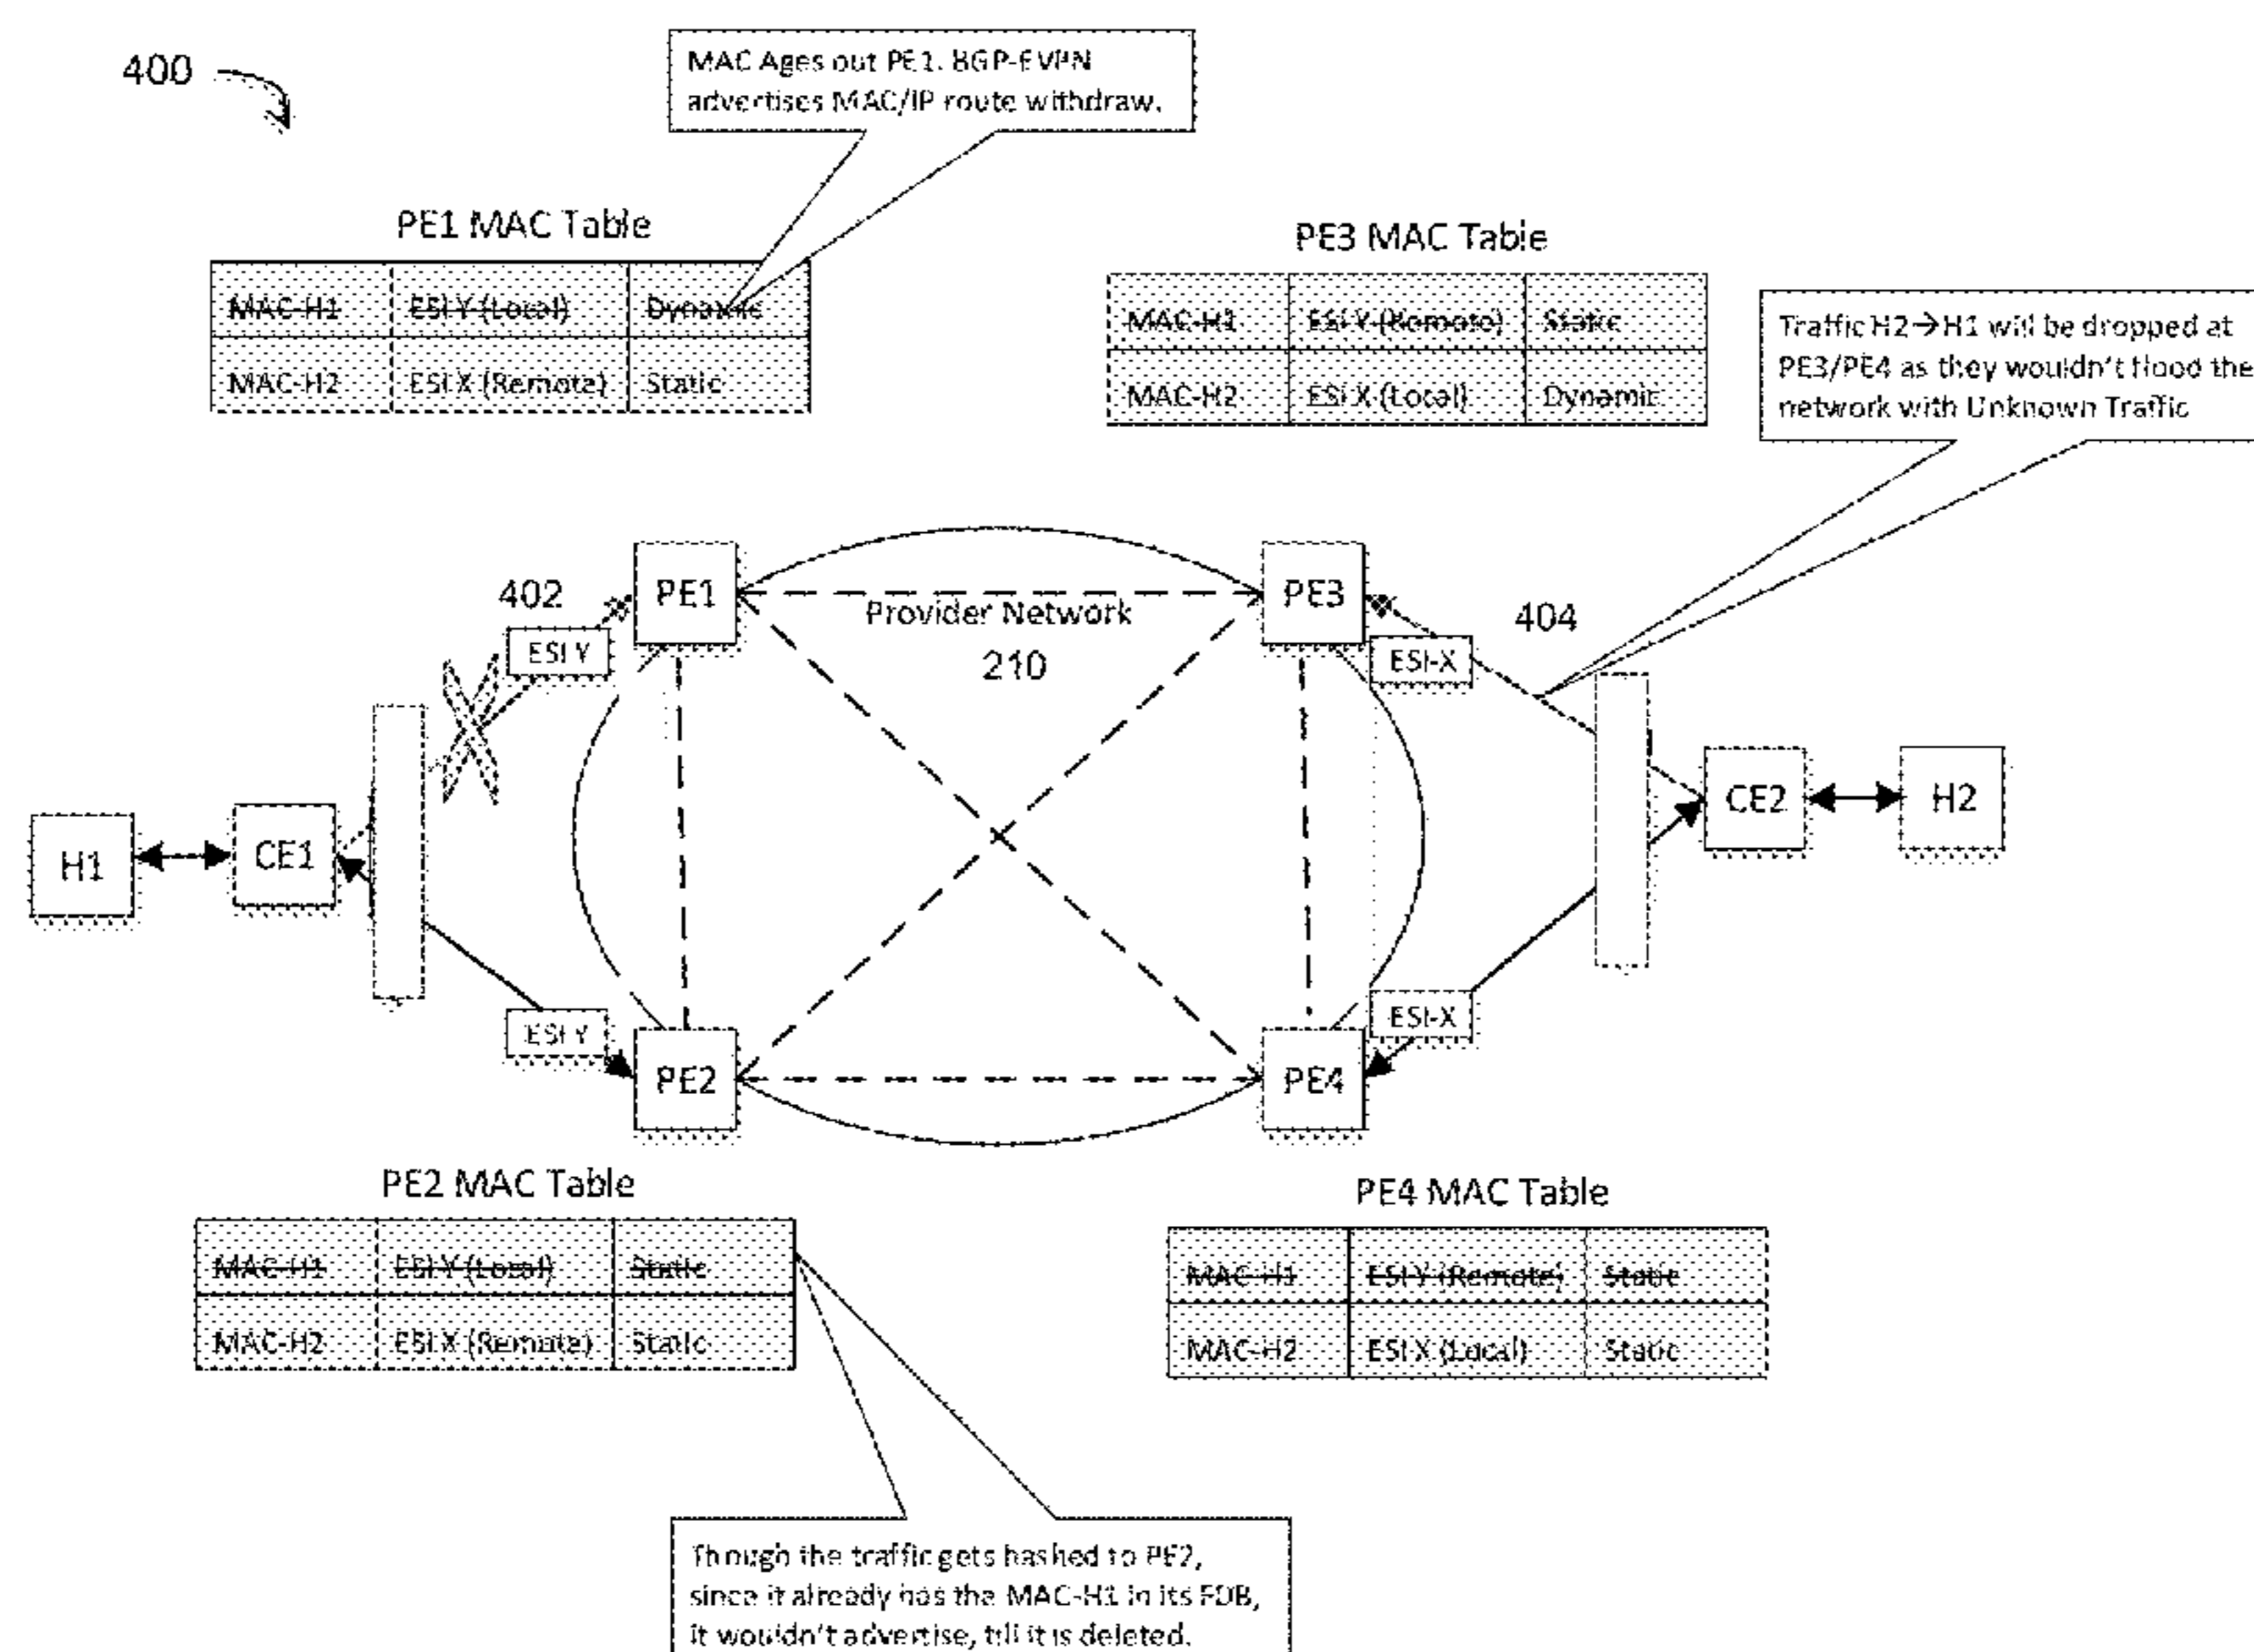 400
MAC Ages out PE1. BGP-EVPN
advertises MAC/IP route withdraw.
PE1 MAC Table
MAC-H1 ESI Y (Local) Dynamic
MAC-H2 ESI X (Remote) Static
PE3 MAC Table
MAC-H1 ESI Y (Remote) Static
MAC-H2 ESI X (Local) Dynamic
Traffic H2→H1 will be dropped at
PE3/PE4 as they wouldn't flood the
network with Unknown Traffic
402
PE1
ESI Y
Provider Network
210
PE3
ESI-X
404
H1
CE1
CE2
H2
ESI Y
PE2
PE4
ESI-X
PE2 MAC Table
MAC-H1 ESI Y (Local) Static
MAC-H2 ESI X (Remote) Static
PE4 MAC Table
MAC-H1 ESI Y (Remote) Static
MAC-H2 ESI X (Local) Static
Though the traffic gets hashed to PE2,
since it already has the MAC-H1 in its FDB,
it wouldn't advertise, till it is deleted.